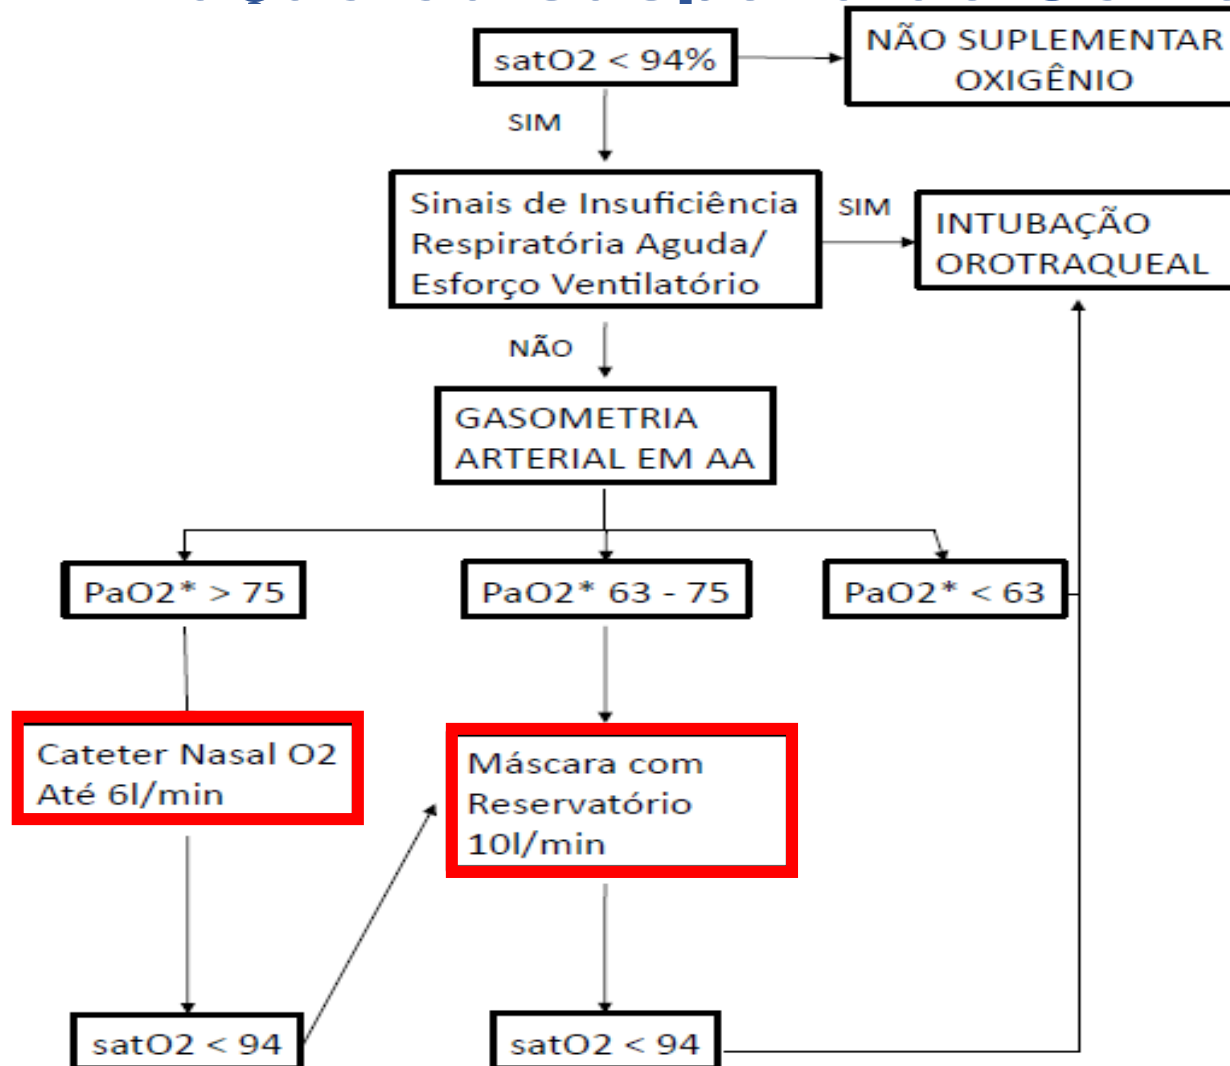 satO2 < 94%
NÃO SUPLEMENTAR
OXIGÊNIO
SIM
Sinais de Insuficiência
Respiratória Aguda/
Esforço Ventilatório
SIM
INTUBAÇÃO
OROTRAQUEAL
NÃO
GASOMETRIA
ARTERIAL EM AA
PaO2* > 75
PaO2* 63 - 75
PaO2* < 63
Cateter Nasal O2
Até 6l/min
Máscara com
Reservatório
10l/min
satO2 < 94
satO2 < 94